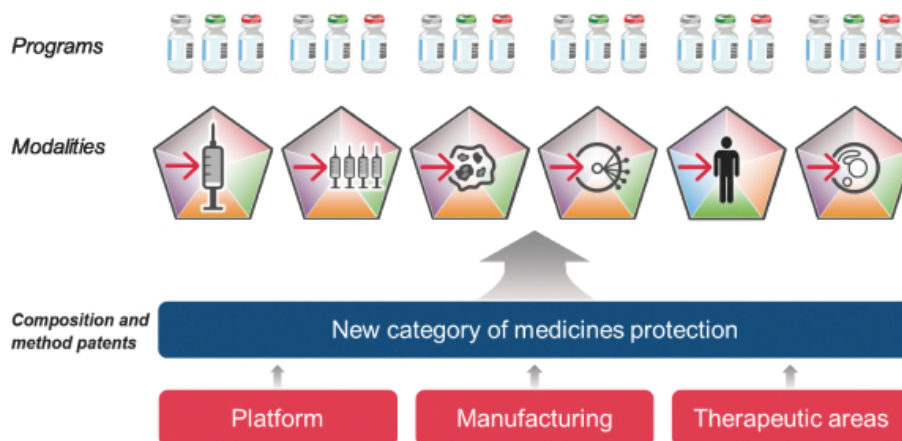 Programs
Modalities
Composition and
method patents
New category of medicines protection
Platform
Manufacturing
Therapeutic areas